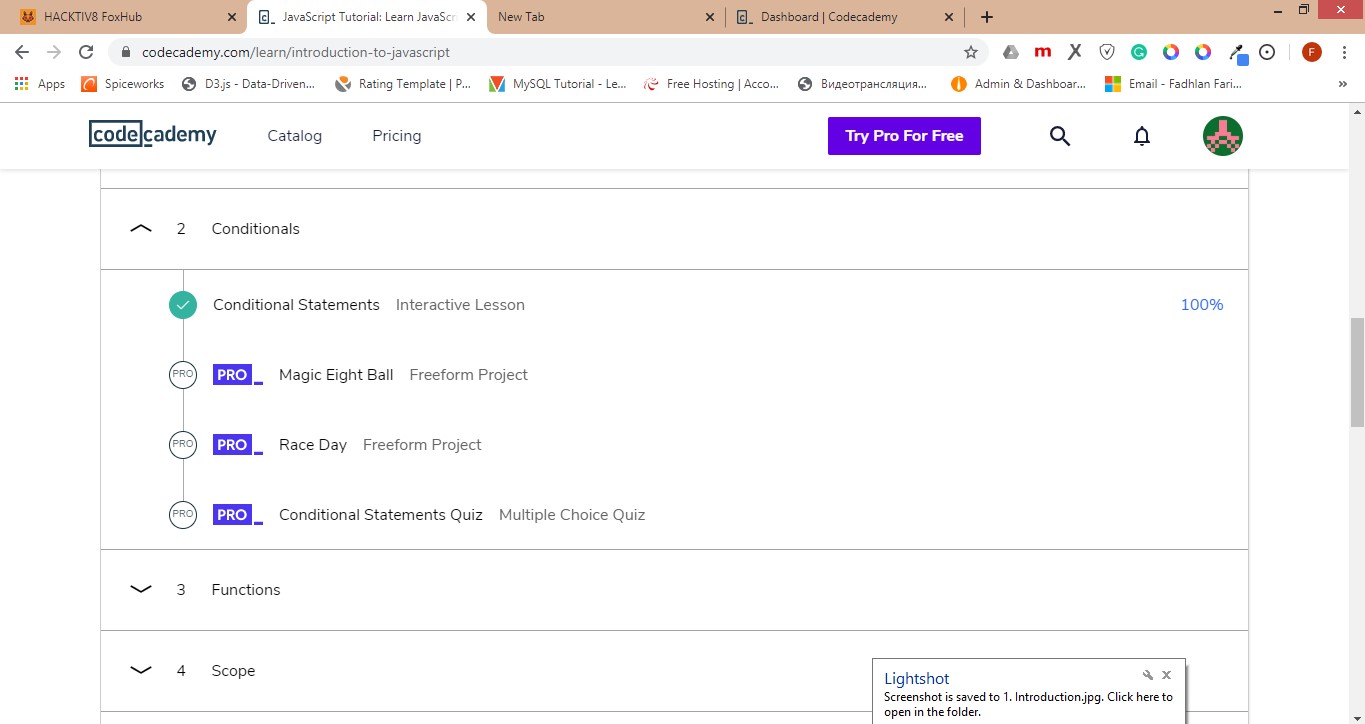 HACKTIV8 FoxHub
JavaScript Tutorial: Learn JavaScr
New Tab
Dashboard | Codecademy
codecademy.com/learn/introduction-to-javascript
Apps
Spiceworks
D3.js - Data-Driven...
Rating Template | P...
MySQL Tutorial - Le...
Free Hosting | Acco...
Видеотрансляция...
Admin & Dashboar...
Email - Fadhlan Fari...
codecademy
Catalog
Pricing
Try Pro For Free
2 Conditionals
Conditional Statements Interactive Lesson 100%
PRO PRO Magic Eight Ball Freeform Project
PRO PRO Race Day Freeform Project
PRO PRO Conditional Statements Quiz Multiple Choice Quiz
3 Functions
4 Scope
Lightshot
Screenshot is saved to 1. Introduction.jpg. Click here to
open in the folder.